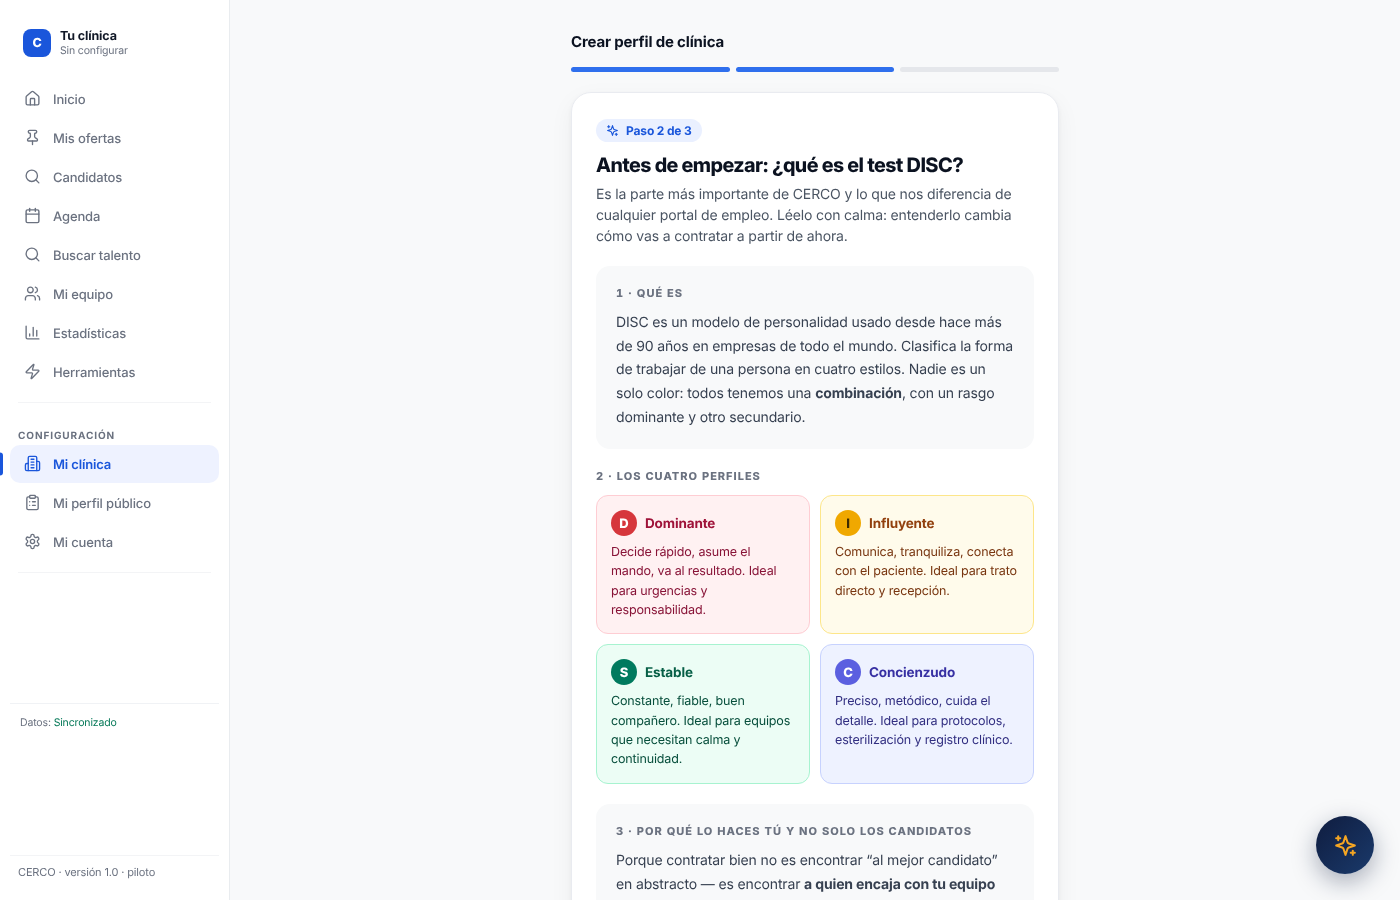 C
Tu clínica
Sin configurar
Inicio
Mis ofertas
Candidatos
Agenda
Buscar talento
Mi equipo
Estadísticas
Herramientas
CONFIGURACIÓN
Mi clínica
Mi perfil público
Mi cuenta
Datos: Sincronizado
CERCO · versión 1.0 · piloto
Crear perfil de clínica
Paso 2 de 3
Antes de empezar: ¿qué es el test DISC?
Es la parte más importante de CERCO y lo que nos diferencia de
cualquier portal de empleo. Léelo con calma: entenderlo cambia
cómo vas a contratar a partir de ahora.
1 · QUÉ ES
DISC es un modelo de personalidad usado desde hace más
de 90 años en empresas de todo el mundo. Clasifica la forma
de trabajar de una persona en cuatro estilos. Nadie es un
solo color: todos tenemos una combinación, con un rasgo
dominante y otro secundario.
2 · LOS CUATRO PERFILES
D
Dominante
Decide rápido, asume el
mando, va al resultado. Ideal
para urgencias y
responsabilidad.
I
Influyente
Comunica, tranquiliza, conecta
con el paciente. Ideal para trato
directo y recepción.
S
Estable
Constante, fiable, buen
compañero. Ideal para equipos
que necesitan calma y
continuidad.
C
Concienzudo
Preciso, metódico, cuida el
detalle. Ideal para protocolos,
esterilización y registro clínico.
3 · POR QUÉ LO HACES TÚ Y NO SOLO LOS CANDIDATOS
Porque contratar bien no es encontrar “al mejor candidato”
en abstracto — es encontrar a quien encaja con tu equipo